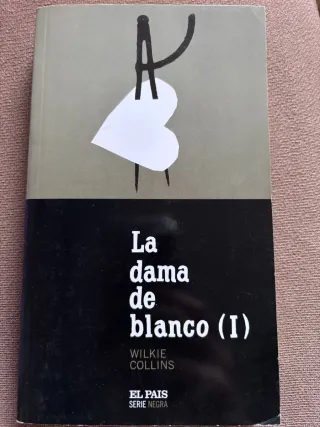 La
dama
de
blanco (I)
WILKIE
COLLINS
EL PAIS
SERIE NEGRA